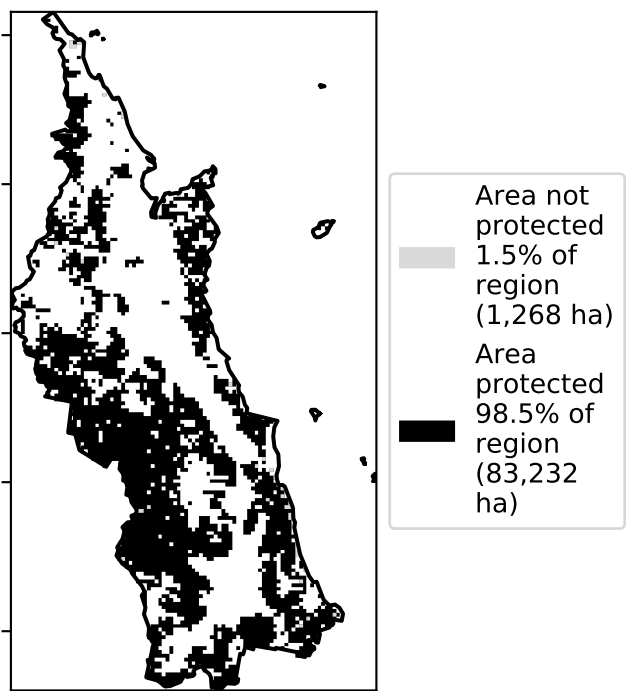 Area not
protected
1.5% of
region
(1,268 ha)
Area
protected
98.5% of
region
(83,232
ha)